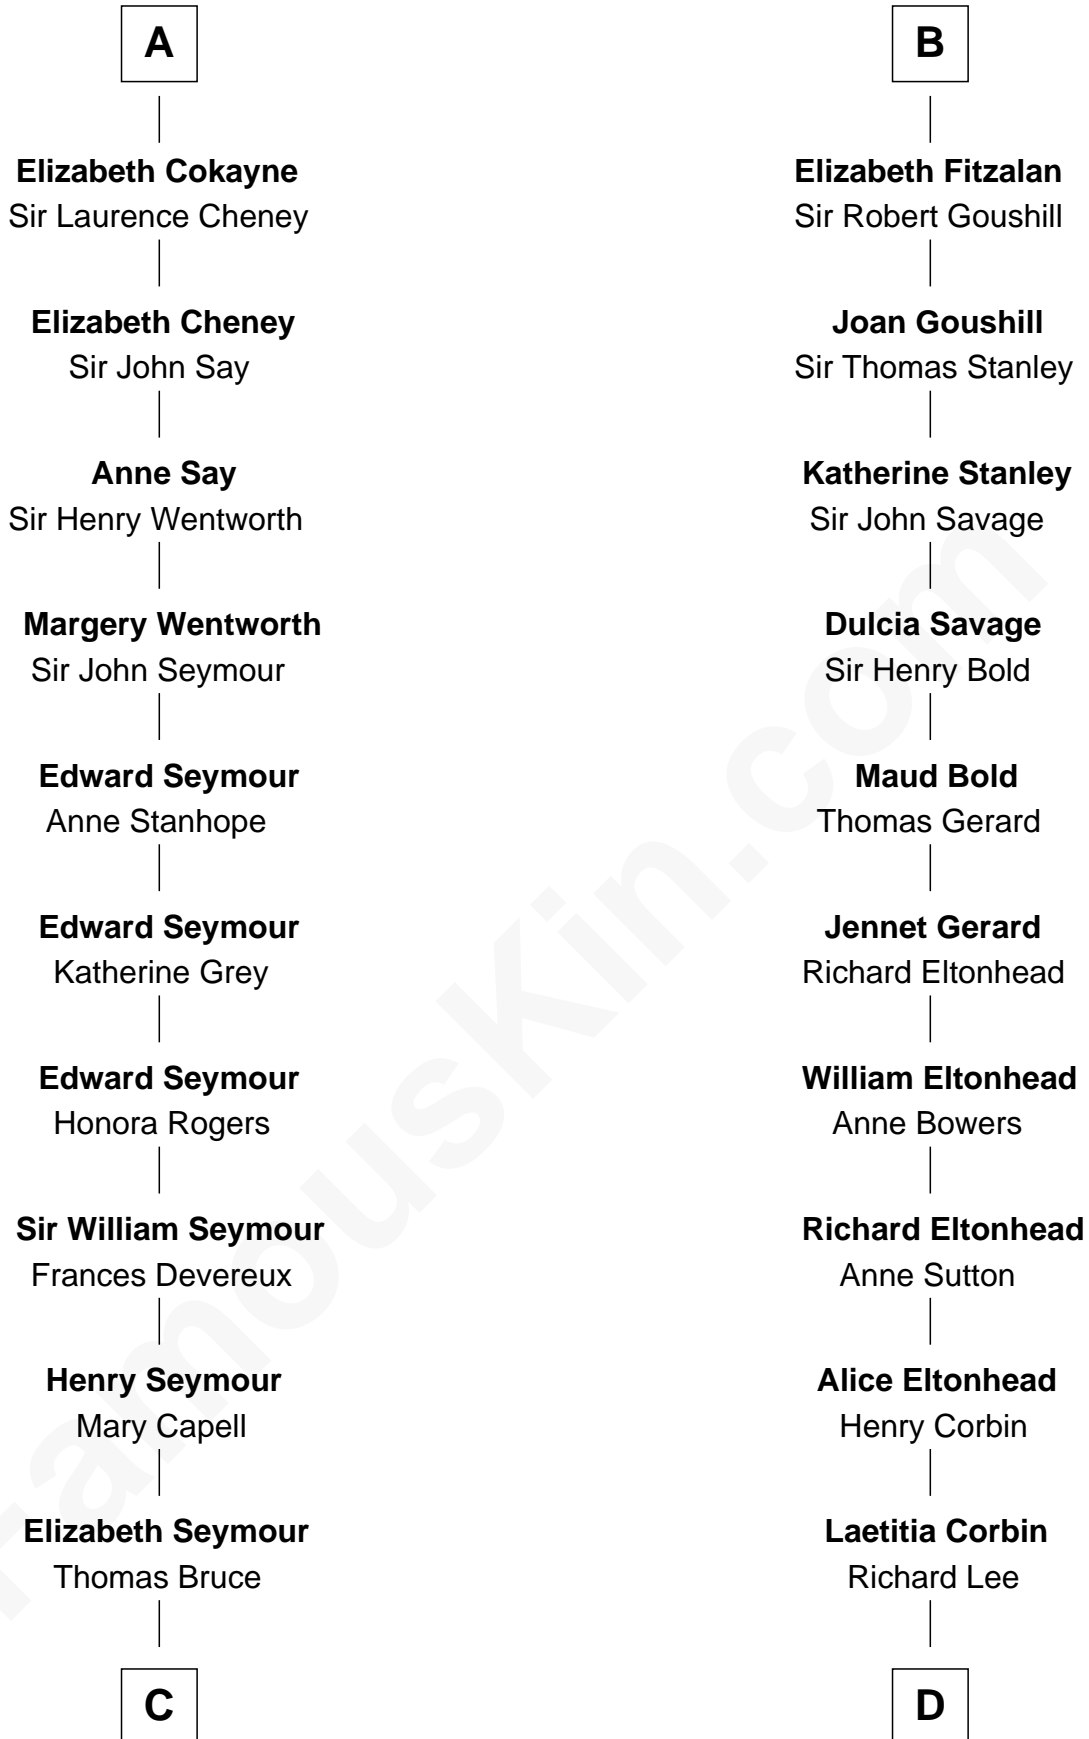 A
Elizabeth Cokayne
Sir Laurence Cheney
Elizabeth Cheney
Sir John Say
Anne Say
Sir Henry Wentworth
Margery Wentworth
Sir John Seymour
Edward Seymour
Anne Stanhope
Edward Seymour
Katherine Grey
Edward Seymour
Honora Rogers
Sir William Seymour
Frances Devereux
Henry Seymour
Mary Capell
Elizabeth Seymour
Thomas Bruce
C
B
Elizabeth Fitzalan
Sir Robert Goushill
Joan Goushill
Sir Thomas Stanley
Katherine Stanley
Sir John Savage
Dulcia Savage
Sir Henry Bold
Maud Bold
Thomas Gerard
Jennet Gerard
Richard Eltonhead
William Eltonhead
Anne Bowers
Richard Eltonhead
Anne Sutton
Alice Eltonhead
Henry Corbin
Laetitia Corbin
Richard Lee
D
FamousKin.com